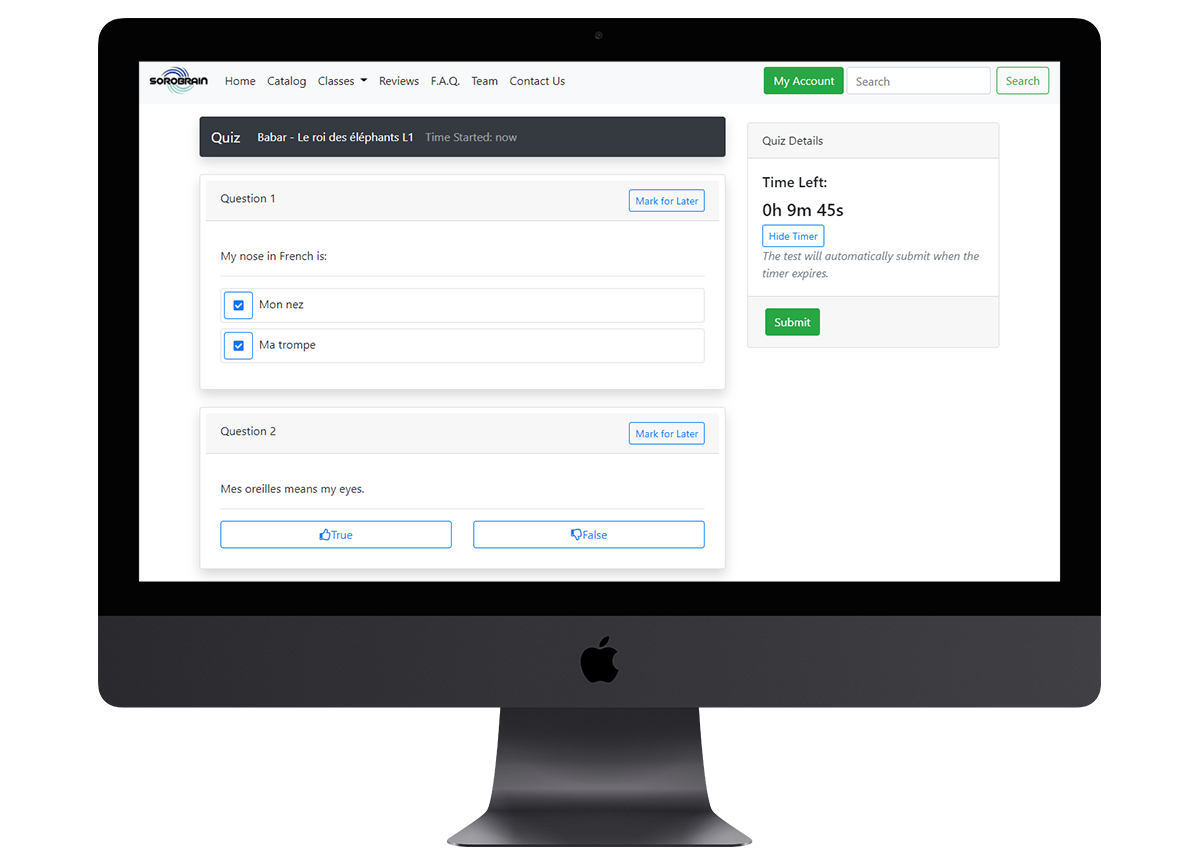 SOROBRAIN Home Catalog Classes Reviews F.A.Q. Team Contact Us My Account Search Search
Quiz Babar - Le roi des éléphants L1 Time Started: now
Question 1 Mark for Later
My nose in French is:
Mon nez
Ma trompe
Question 2 Mark for Later
Mes oreilles means my eyes.
True False
Quiz Details
Time Left:
0h 9m 45s
Hide Timer
The test will automatically submit when the
timer expires.
Submit